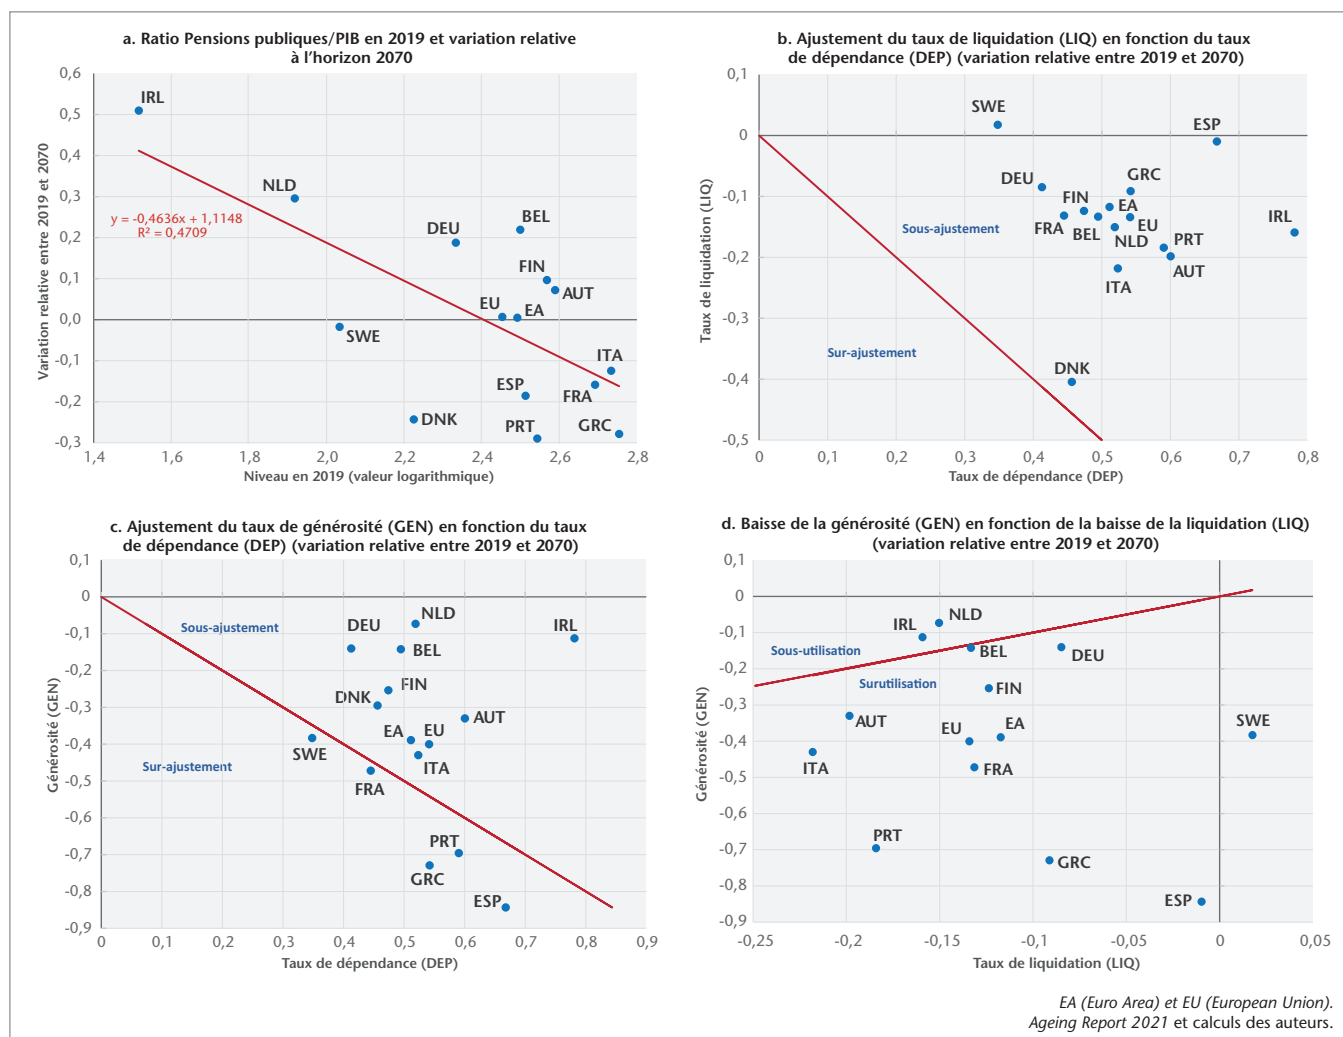 a. Ratio Pensions publiques/PIB en 2019 et variation relative
à l'horizon 2070
Variation relative entre 2019 et 2070
0,6
0,5
0,4
0,3
0,2
0,1
0,0
-0,1
-0,2
-0,3
IRL
NLD
y = -0,4636x + 1,1148
R² = 0,4709
DEU
BEL
FIN
AUT
EU
EA
SWE
ITA
ESP
FRA
DNK
PRT
GRC
1,4
1,6
1,8
2,0
2,2
2,4
2,6
2,8
Niveau en 2019 (valeur logarithmique)
b. Ajustement du taux de liquidation (LIQ) en fonction du taux
de dépendance (DEP) (variation relative entre 2019 et 2070)
Taux de liquidation (LIQ)
0,1
0
-0,1
-0,2
-0,3
-0,4
-0,5
SWE
ESP
DEU
GRC
FIN
EA
IRL
FRA
Sous-ajustement
BEL
EU
NLD
PRT
AUT
ITA
Sur-ajustement
DNK
0
0,1
0,2
0,3
0,4
0,5
0,6
0,7
0,8
Taux de dépendance (DEP)
c. Ajustement du taux de générosité (GEN) en fonction du taux
de dépendance (DEP) (variation relative entre 2019 et 2070)
Générosité (GEN)
0,1
0
-0,1
-0,2
-0,3
-0,4
-0,5
-0,6
-0,7
-0,8
-0,9
NLD
Sous-ajustement
DEU
IRL
BEL
FIN
DNK
AUT
EA
EU
SWE
Sur-ajustement
ITA
FRA
PRT
GRC
ESP
0
0,1
0,2
0,3
0,4
0,5
0,6
0,7
0,8
0,9
Taux de dépendance (DEP)
d. Baisse de la générosité (GEN) en fonction de la baisse de la liquidation (LIQ)
(variation relative entre 2019 et 2070)
Générosité (GEN)
0,1
0
-0,1
-0,2
-0,3
-0,4
-0,5
-0,6
-0,7
-0,8
-0,9
NLD
IRL
Sous-utilisation
BEL
DEU
Surutilisation
FIN
AUT
EU
EA
SWE
ITA
FRA
PRT
GRC
ESP
-0,25
-0,2
-0,15
-0,1
-0,05
0
0,05
Taux de liquidation (LIQ)
EA (Euro Area) et EU (European Union).
Ageing Report 2021 et calculs des auteurs.